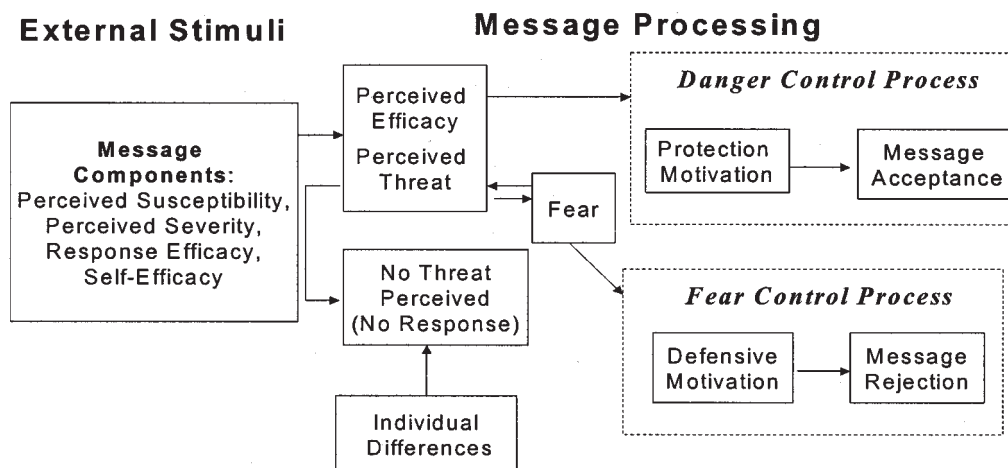 External Stimuli
Message Processing
Message
Components:
Perceived Susceptibility,
Perceived Severity,
Response Efficacy,
Self-Efficacy
Perceived
Efficacy
Perceived
Threat
Fear
No Threat
Perceived
(No Response)
Individual
Differences
Danger Control Process
Protection
Motivation
Message
Acceptance
Fear Control Process
Defensive
Motivation
Message
Rejection